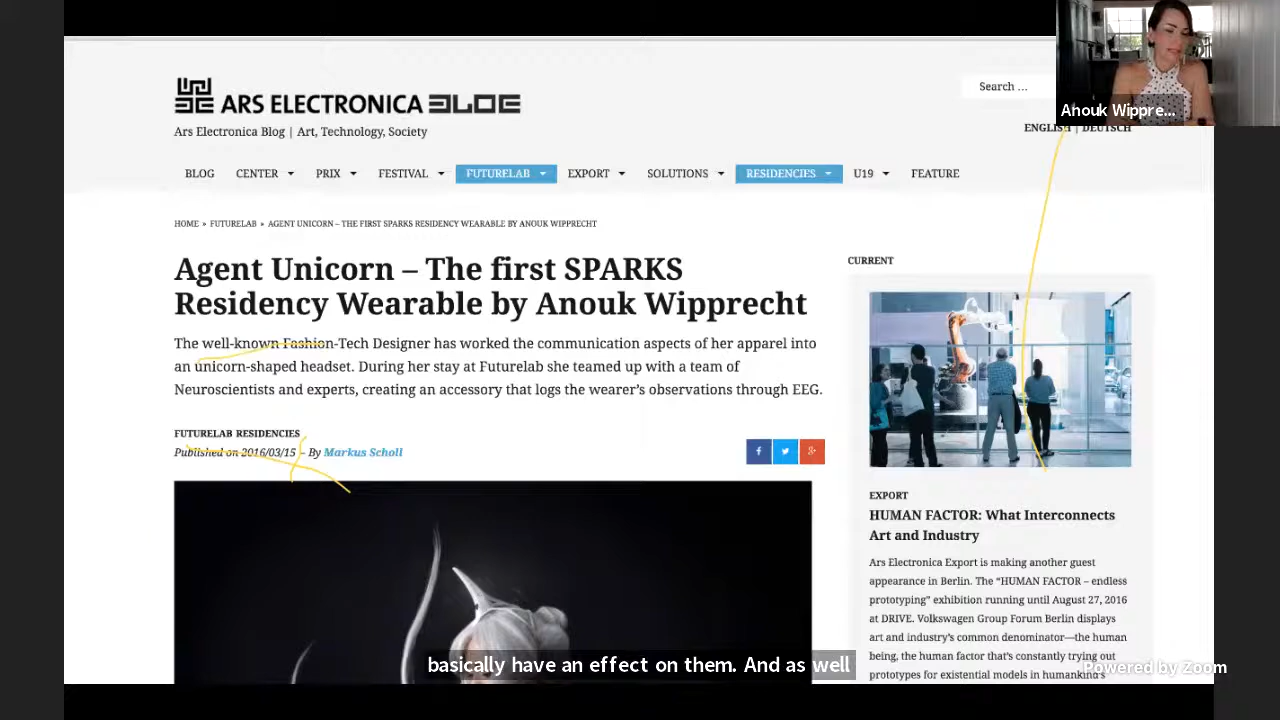 Anouk Wippre...
ARS ELECTRONICA BLOG
Search ...
Ars Electronica Blog | Art, Technology, Society
ENGLISH | DEUTSCH
BLOG CENTER PRIX FESTIVAL FUTURELAB EXPORT SOLUTIONS RESIDENCIES U19 FEATURE
HOME » FUTURELAB » AGENT UNICORN – THE FIRST SPARKS RESIDENCY WEARABLE BY ANOUK WIPPRECHT
Agent Unicorn – The first SPARKS
Residency Wearable by Anouk Wipprecht
The well-known Fashion-Tech Designer has worked the communication aspects of her apparel into
an unicorn-shaped headset. During her stay at Futurelab she teamed up with a team of
Neuroscientists and experts, creating an accessory that logs the wearer's observations through EEG.
FUTURELAB RESIDENCIES
Published on 2016/03/15 – By Markus Scholl
f
g+
CURRENT
EXPORT
HUMAN FACTOR: What Interconnects
Art and Industry
Ars Electronica Export is making another guest
appearance in Berlin. The “HUMAN FACTOR – endless
prototyping” exhibition running until August 27, 2016
at DRIVE. Volkswagen Group Forum Berlin displays
art and industry's common denominator—the human
being, the human factor that's constantly trying out
prototypes for existential models in humankind's
basically have an effect on them. And as well
Powered by Zoom